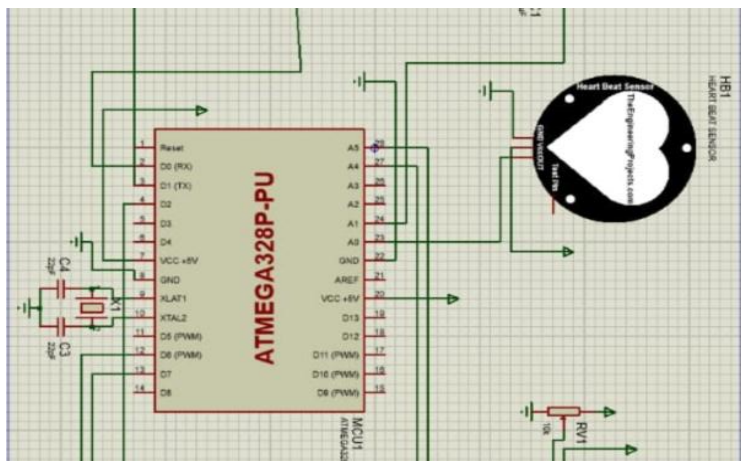 Reset
D0 (RX)
D1 (TX)
D2
D3
D4
VCC +5V
GND
XLAT1
XTAL2
D5 (PWM)
D6 (PWM)
D7
D8
1
2
3
4
5
6
7
8
9
10
11
12
13
14
ATMEGA328P-PU
A5
A4
A3
A2
A1
A0
GND
AREF
VCC +5V
D13
D12
D11 (PWM)
D10 (PWM)
D9 (PWM)
28
27
26
25
24
23
22
21
20
19
18
17
16
15
MCU1
C4
22pF
X1
C3
22pF
HB1
HEART BEAT SENSOR
Heart Beat Sensor
TheEngineeringProjects.com
GND
OUT
Test Pin
RV1
10k